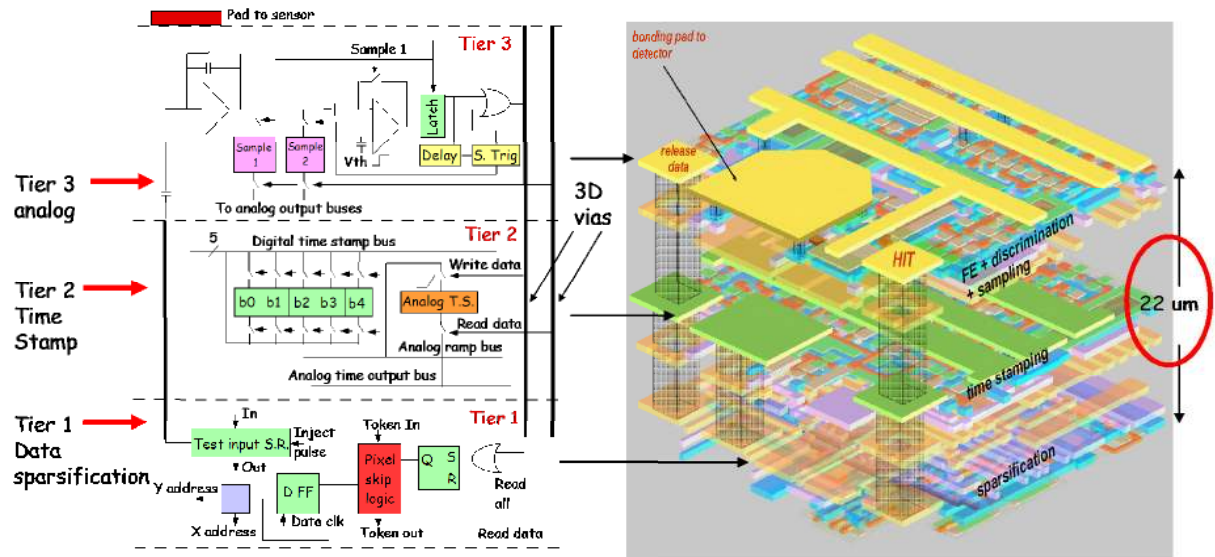 Pad to sensor
Tier 3
Sample 1
Latch
Sample
1
Sample
2
Vth
Delay
S. Trig
To analog output buses
Tier 3
analog
3D
vias
Tier 2
5
Digital time stamp bus
Write data
b0 b1 b2 b3 b4
Analog T.S.
Read data
Analog ramp bus
Analog time output bus
Tier 2
Time
Stamp
Tier 1
In
Test input S.R.
Inject
pulse
Out
Token In
Pixel
skip
logic
Q S
R
Read
all
D FF
Y address
X address
Data clk
Token out
Read data
Tier 1
Data
sparsification
bonding pad to
detector
release
data
HIT
FE + discrimination
+ sampling
time stamping
sparsification
22 um